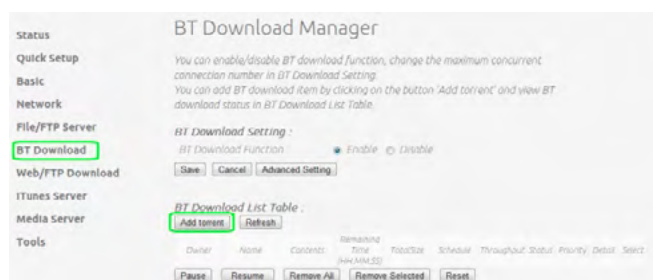 BT Download Manager
Status
Quick Setup
Basic
Network
File/FTP Server
BT Download
Web/FTP Download
ITunes Server
Media Server
Tools
You can enable/disable BT download function, change the maximum concurrent
connection number in BT Download Setting.
You can add BT download item by clicking on the button 'Add torrent' and view BT
download status in BT Download List Table.
BT Download Setting :
BT Download Function Enable Disable
Save Cancel Advanced Setting
BT Download List Table :
Add torrent Refresh
Owner Name Contents Remaining Time (HH:MM:SS) TotalSize Schedule Throughout Status Priority Detail Select
Pause Resume Remove All Remove Selected Reset